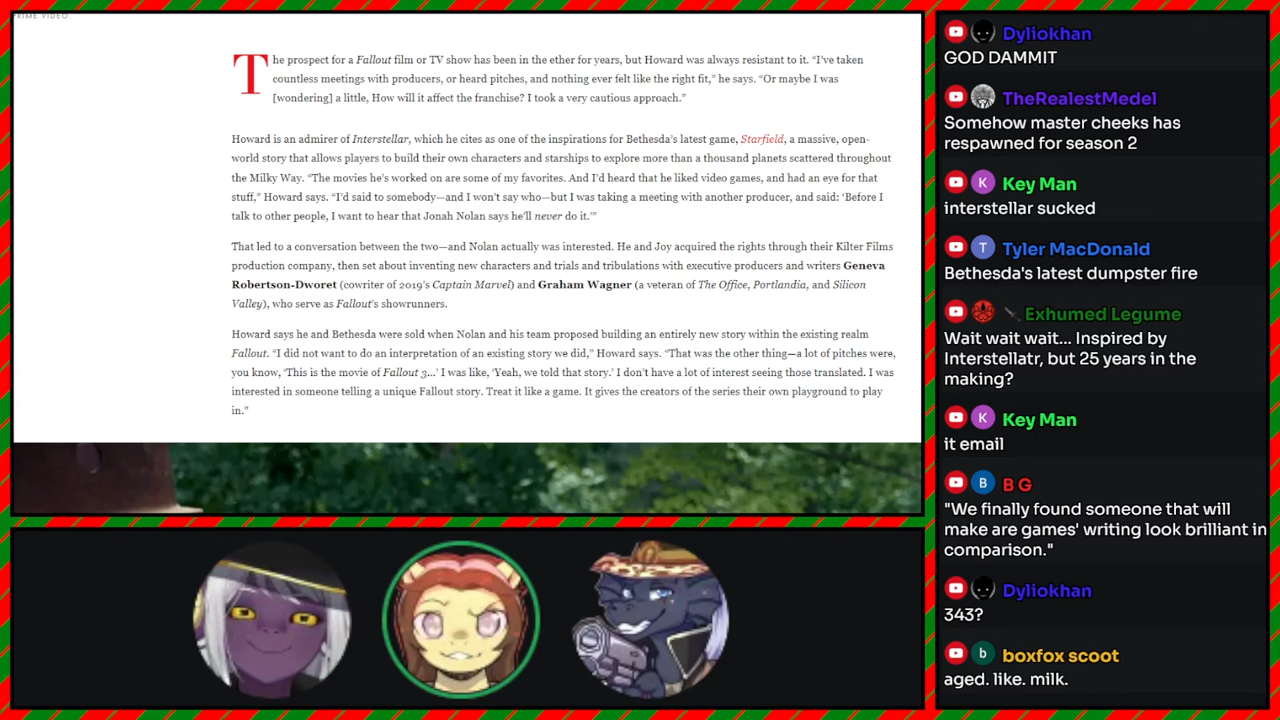 PRIME VIDEO
The prospect for a Fallout film or TV show has been in the ether for years, but Howard was always resistant to it. “I've taken
countless meetings with producers, or heard pitches, and nothing ever felt like the right fit,” he says. “Or maybe I was
[wondering] a little, How will it affect the franchise? I took a very cautious approach.”
Howard is an admirer of Interstellar, which he cites as one of the inspirations for Bethesda's latest game, Starfield, a massive, open-
world story that allows players to build their own characters and starships to explore more than a thousand planets scattered throughout
the Milky Way. “The movies he's worked on are some of my favorites. And I'd heard that he liked video games, and had an eye for that
stuff,” Howard says. “I'd said to somebody—and I won't say who—but I was taking a meeting with another producer, and said: ‘Before I
talk to other people, I want to hear that Jonah Nolan says he'll never do it.’”
That led to a conversation between the two—and Nolan actually was interested. He and Joy acquired the rights through their Kilter Films
production company, then set about inventing new characters and trials and tribulations with executive producers and writers Geneva
Robertson-Dworet (cowriter of 2019's Captain Marvel) and Graham Wagner (a veteran of The Office, Portlandia, and Silicon
Valley), who serve as Fallout's showrunners.
Howard says he and Bethesda were sold when Nolan and his team proposed building an entirely new story within the existing realm
Fallout. “I did not want to do an interpretation of an existing story we did,” Howard says. “That was the other thing—a lot of pitches were,
you know, ‘This is the movie of Fallout 3...’ I was like, ‘Yeah, we told that story.’ I don't have a lot of interest seeing those translated. I was
interested in someone telling a unique Fallout story. Treat it like a game. It gives the creators of the series their own playground to play
in.”
Dyliokhan
GOD DAMMIT
TheRealestMedel
Somehow master cheeks has
respawned for season 2
K Key Man
interstellar sucked
T Tyler MacDonald
Bethesda's latest dumpster fire
Exhumed Legume
Wait wait wait... Inspired by
Interstellatr, but 25 years in the
making?
K Key Man
it email
B B G
"We finally found someone that will
make are games' writing look brilliant in
comparison."
Dyliokhan
343?
b boxfox scoot
aged. like. milk.